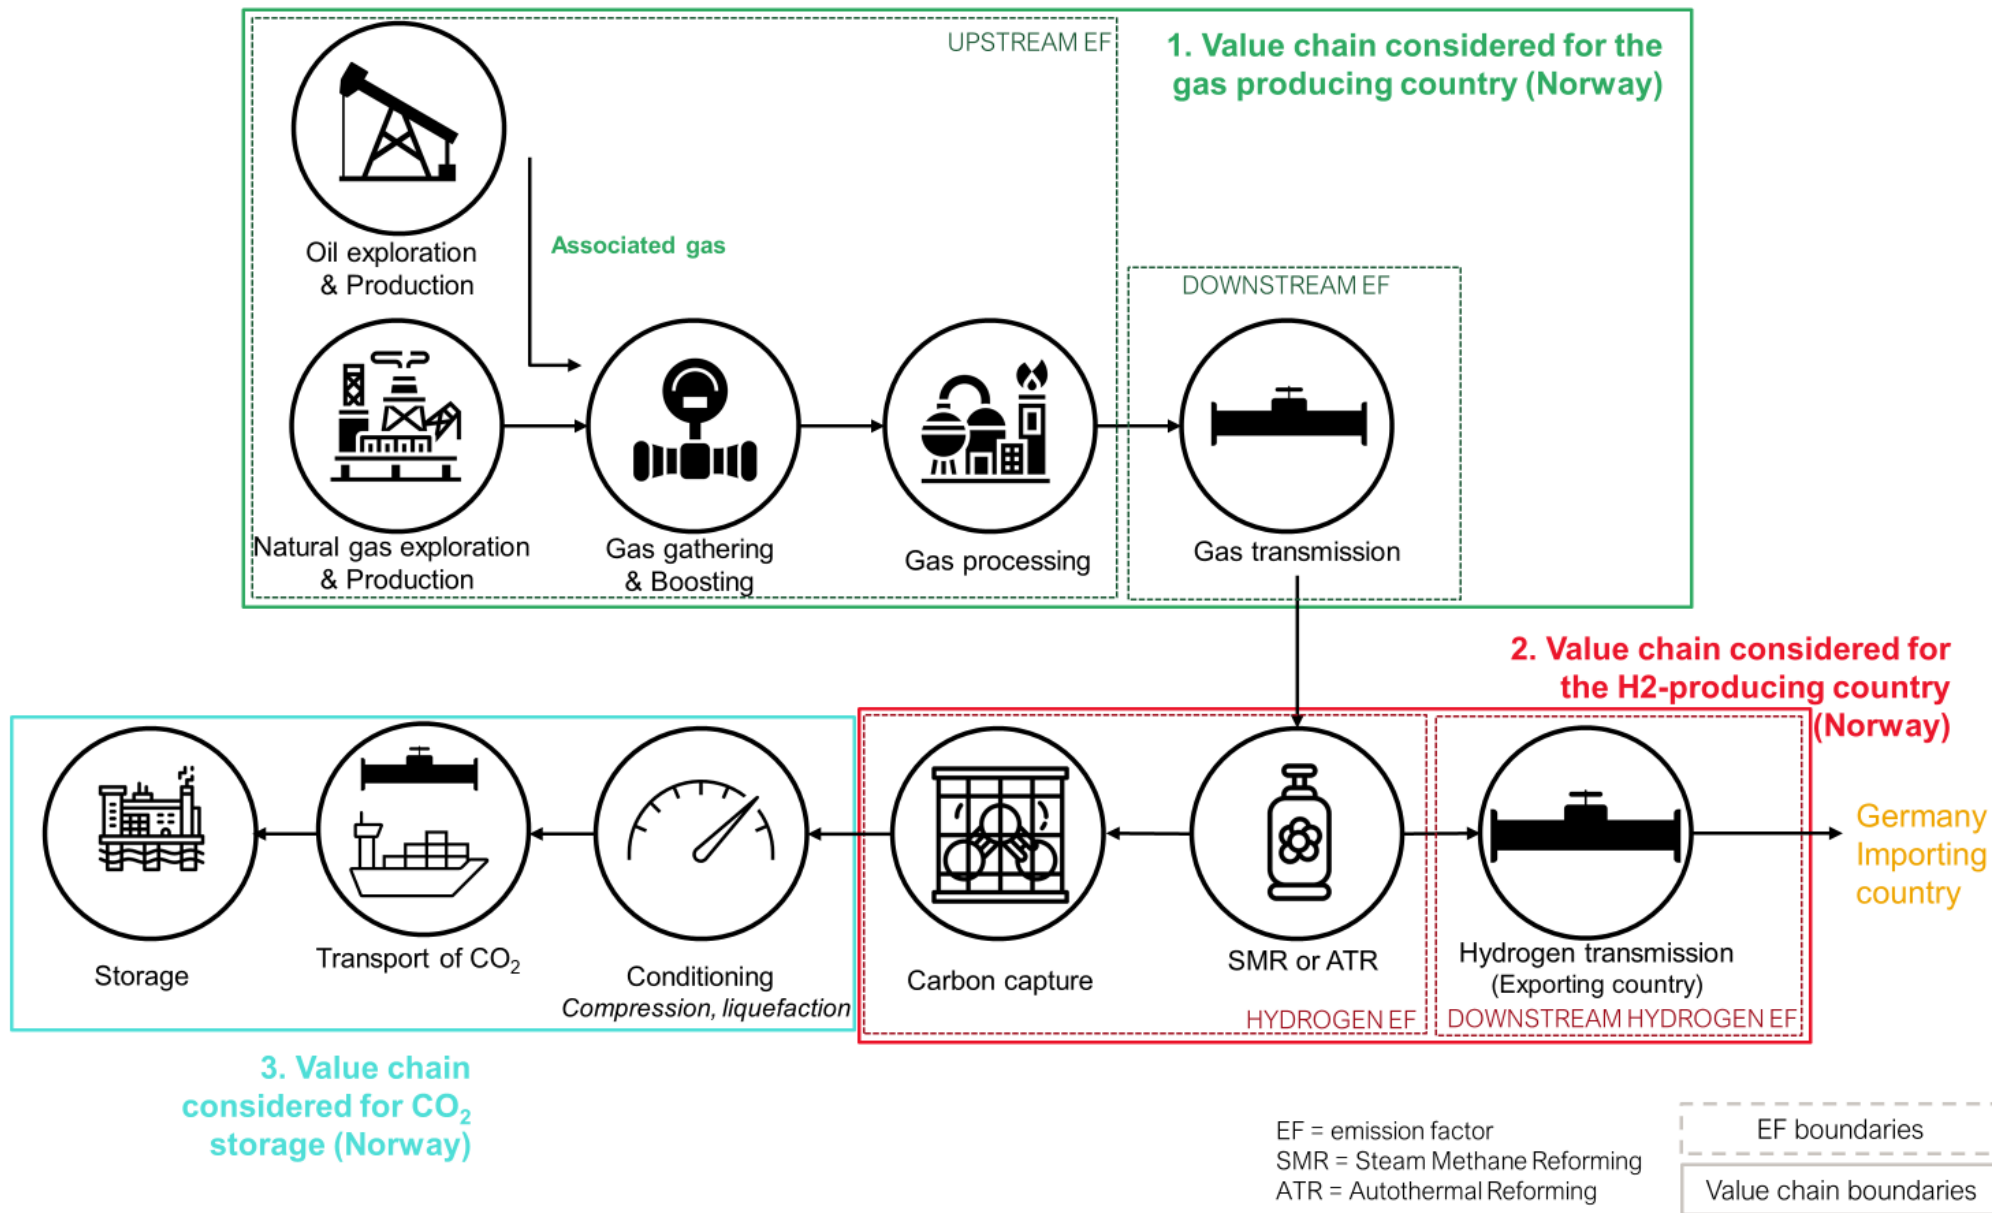 UPSTREAM EF
1. Value chain considered for the
gas producing country (Norway)
Oil exploration
& Production
Associated gas
DOWNSTREAM EF
Natural gas exploration
& Production
Gas gathering
& Boosting
Gas processing
Gas transmission
2. Value chain considered for
the H2-producing country
(Norway)
Germany
Importing
country
Storage
Transport of CO2
Conditioning
Compression, liquefaction
Carbon capture
SMR or ATR
Hydrogen transmission
(Exporting country)
HYDROGEN EF
DOWNSTREAM HYDROGEN EF
3. Value chain
considered for CO2
storage (Norway)
EF = emission factor
SMR = Steam Methane Reforming
ATR = Autothermal Reforming
EF boundaries
Value chain boundaries